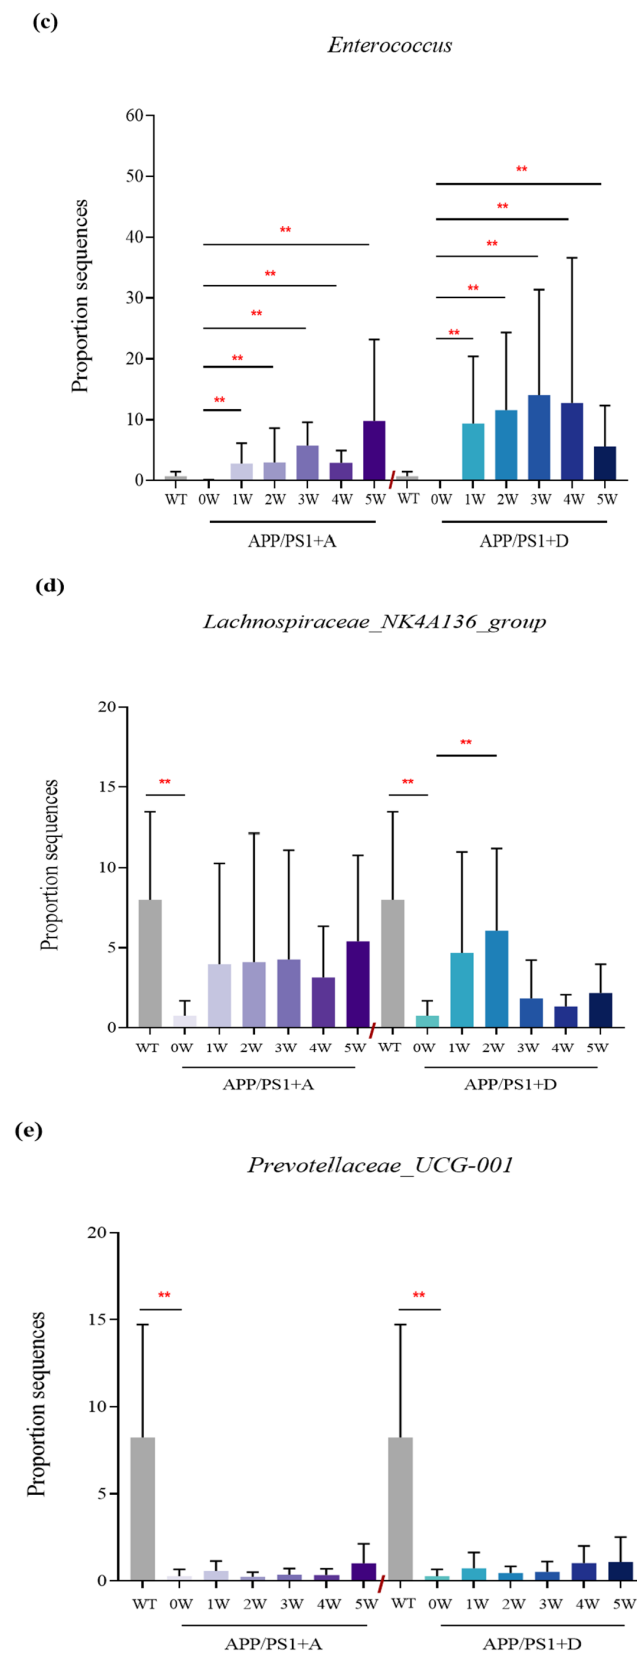 (c)
Enterococcus
Proportion sequences
60
50
40
30
20
10
0
** ** ** ** **
** ** ** ** **
WT 0W 1W 2W 3W 4W 5W WT 0W 1W 2W 3W 4W 5W
APP/PS1+A APP/PS1+D
(d)
Lachnospiraceae_NK4A136_group
Proportion sequences
20
15
10
5
0
** ** **
WT 0W 1W 2W 3W 4W 5W WT 0W 1W 2W 3W 4W 5W
APP/PS1+A APP/PS1+D
(e)
Prevotellaceae_UCG-001
Proportion sequences
20
15
10
5
0
** **
WT 0W 1W 2W 3W 4W 5W WT 0W 1W 2W 3W 4W 5W
APP/PS1+A APP/PS1+D